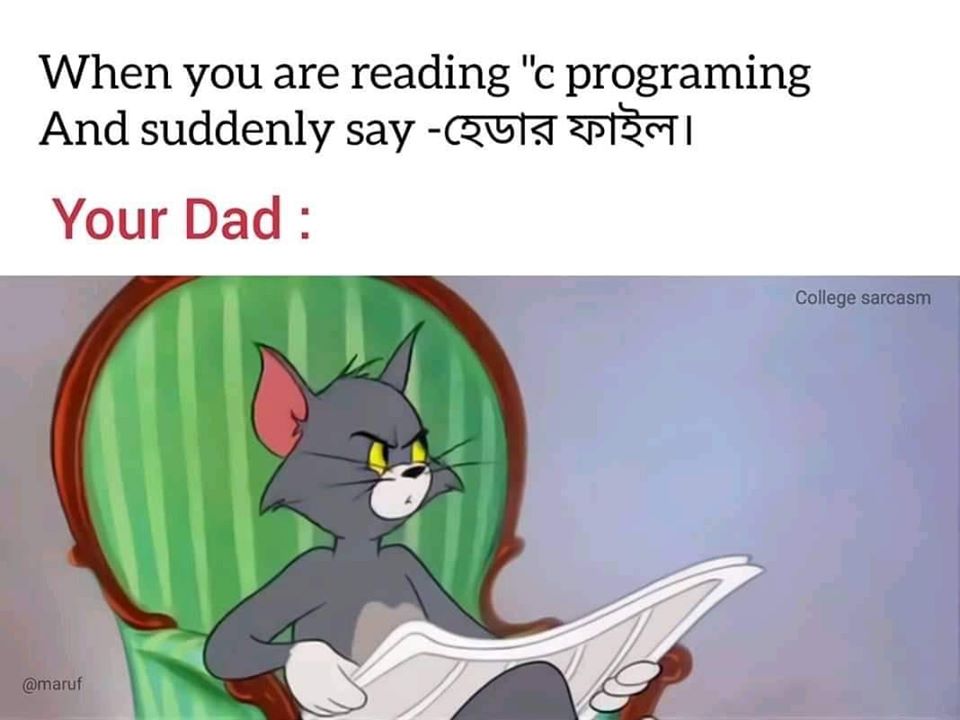 When you are reading "c programing
And suddenly say -হেডার ফাইল।
Your Dad :
College sarcasm
@maruf